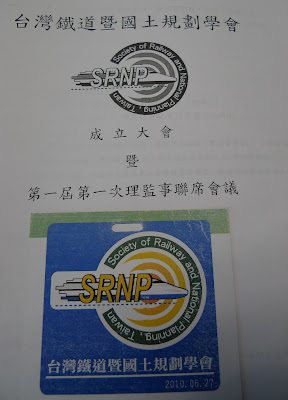 台灣鐵道暨國土規劃學會
Society of Railway and National Planning, Taiwan
SRNP
成立大會
暨
第一屆第一次理監事聯席會議
Society of Railway and National Planning, Taiwan
SRNP
台灣鐵道暨國土規劃學會
2010.06.27